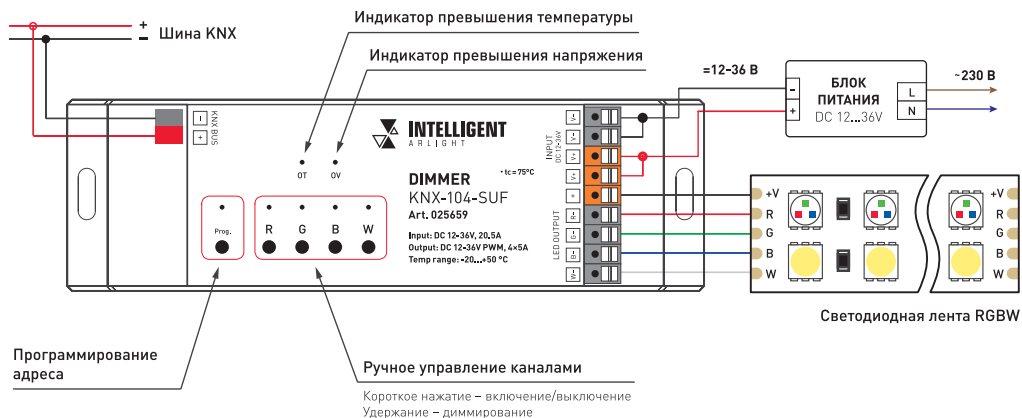 Индикатор превышения температуры
+
– Шина KNX
Индикатор превышения напряжения
=12-36 В
БЛОК
ПИТАНИЯ
DC 12...36V
–
+
L
N
~230 В
KNX BUS
–
+
INTELLIGENT
ARLIGHT
OT
OV
• tc=75°C
DIMMER
KNX-104-SUF
Art. 025659
Input: DC 12-36V, 20.5A
Output: DC 12-36V PWM, 4×5A
Temp range: -20...+50 °C
Prog.
R
G
B
W
INPUT
DC 12-36V
V-
V-
V+
V+
LED OUTPUT
+
R-
G-
B-
W-
+V
R
G
B
W
+V
R
G
B
W
Светодиодная лента RGBW
Программирование
адреса
Ручное управление каналами
Короткое нажатие – включение/выключение
Удержание – диммирование